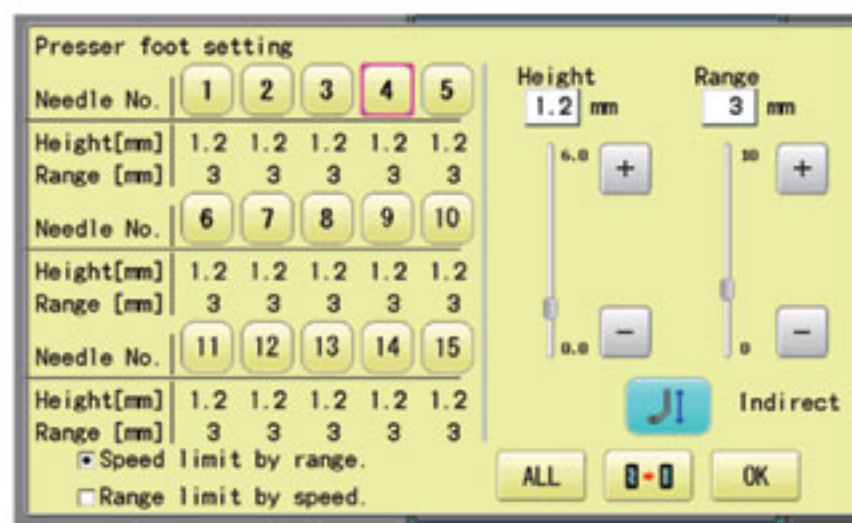 Presser foot setting
Needle No. 1 2 3 4 5
Height[mm] 1.2 1.2 1.2 1.2 1.2
Range [mm] 3 3 3 3 3
Needle No. 6 7 8 9 10
Height[mm] 1.2 1.2 1.2 1.2 1.2
Range [mm] 3 3 3 3 3
Needle No. 11 12 13 14 15
Height[mm] 1.2 1.2 1.2 1.2 1.2
Range [mm] 3 3 3 3 3
Speed limit by range.
Range limit by speed.
Height
1.2 mm
6.0
+
0.0
−
Range
3 mm
10
+
0
−
Indirect
ALL
0-0
OK